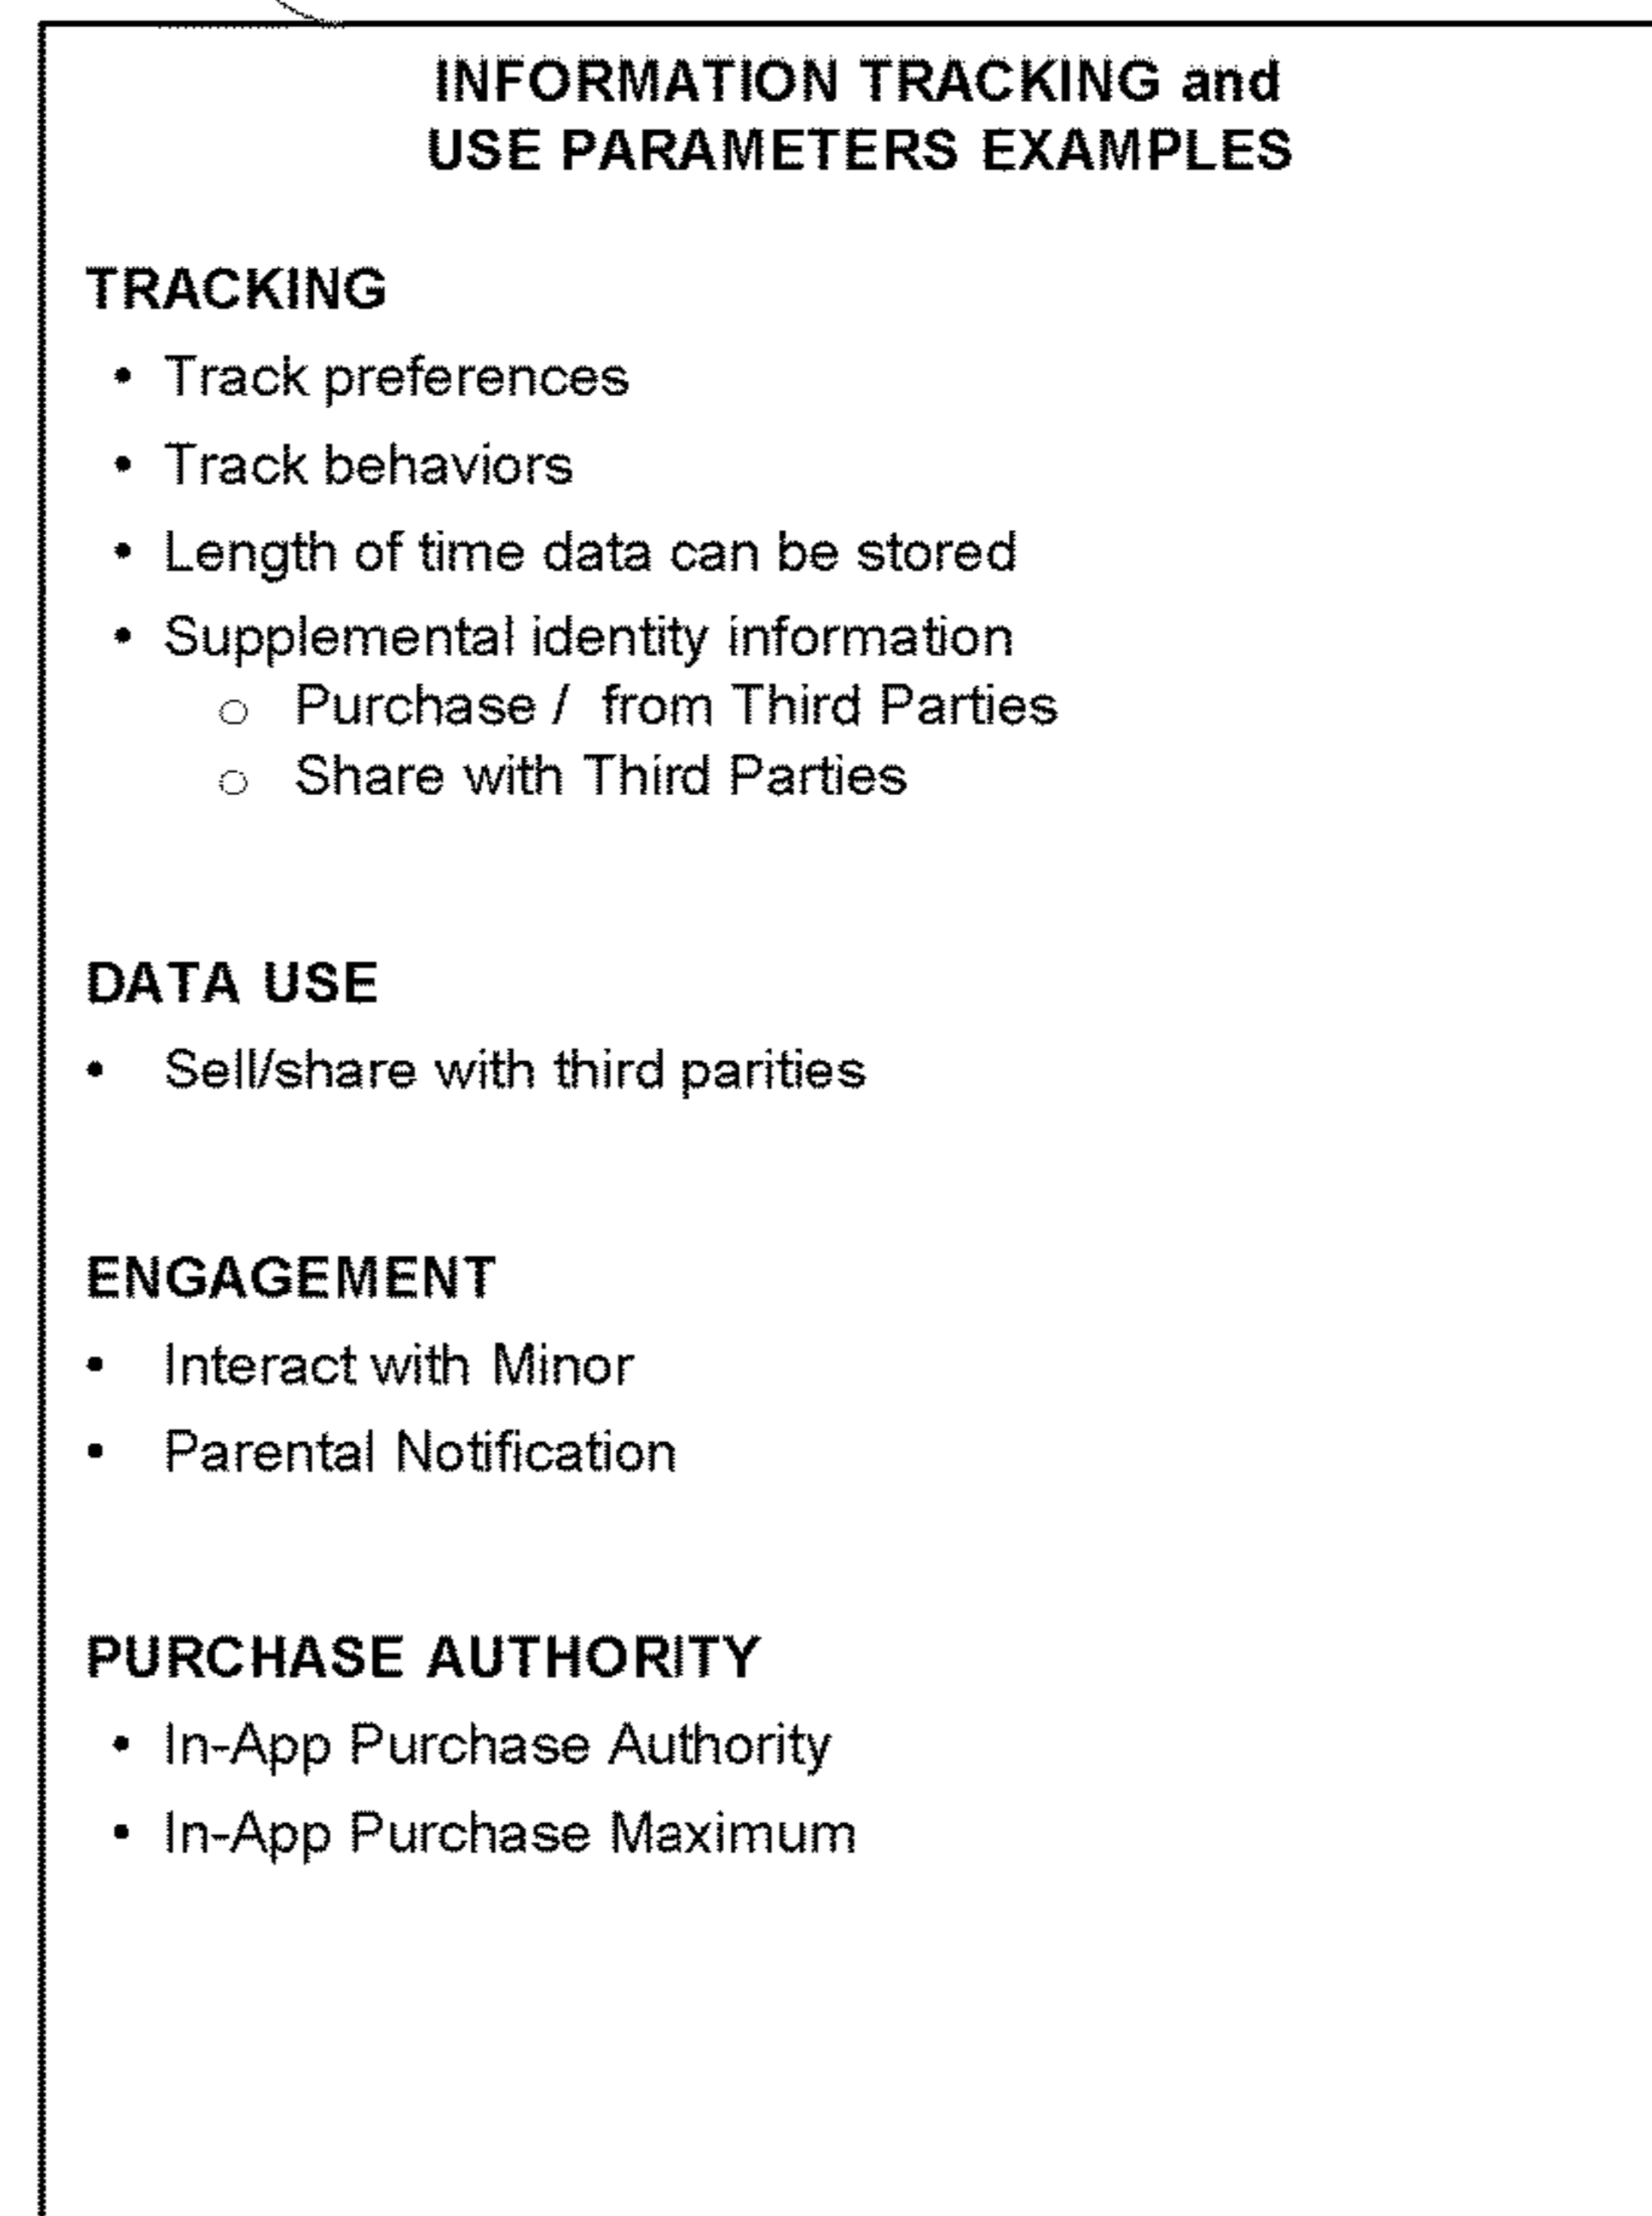 INFORMATION TRACKING and
USE PARAMETERS EXAMPLES
TRACKING
• Track preferences
• Track behaviors
• Length of time data can be stored
• Supplemental identity information
○ Purchase / from Third Parties
○ Share with Third Parties
DATA USE
• Sell/share with third parities
ENGAGEMENT
• Interact with Minor
• Parental Notification
PURCHASE AUTHORITY
• In-App Purchase Authority
• In-App Purchase Maximum